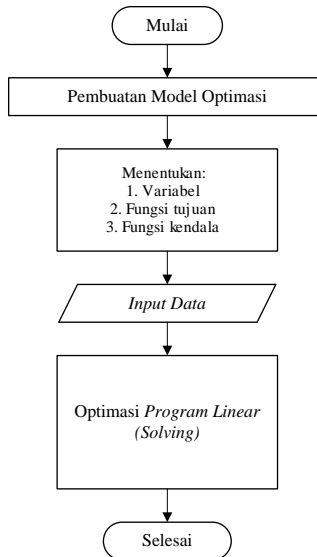 Mulai
Pembuatan Model Optimasi
Menentukan:
1. Variabel
2. Fungsi tujuan
3. Fungsi kendala
Input Data
Optimasi Program Linear
(Solving)
Selesai